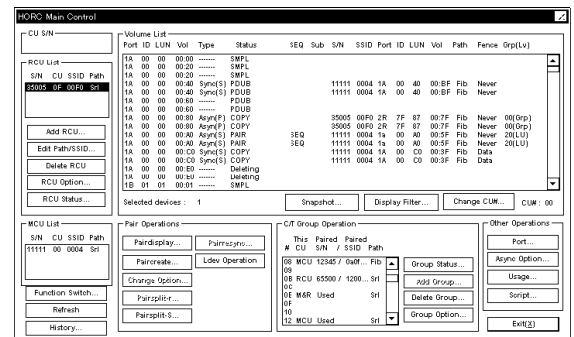 HORC Main Control
CU S/N
RCU List
S/N CU SSID Path
35005 0F 00F0 Srl
Add RCU...
Edit Path/SSID...
Delete RCU
RCU Option...
RCU Status...
Volume List
Port ID LUN Vol Type Status SEQ Sub S/N SSID Port ID LUN Vol Path Fence Grp(Lv)
1A 00 00 00:00 ------- SMPL
1A 00 00 00:20 ------- SMPL
1A 00 00 00:20 ------- SMPL
1A 00 00 00:40 Sync(S) PDUB 11111 0004 1A 00 40 00:BF Fib Never
1A 00 00 00:40 Sync(S) PDUB 11111 0004 1A 00 40 00:BF Fib Never
1A 00 00 00:60 ------- PDUB
1A 00 00 00:60 ------- PDUB
1A 00 00 00:80 Asyn(P) COPY 35005 00F0 2R 7F 87 00:7F Fib Never 00(Grp)
1A 00 00 00:80 Asyn(P) COPY 35005 00F0 2R 7F 87 00:7F Fib Never 00(Grp)
1A 00 00 00:A0 Asyn(S) PAIR SEQ 11111 0004 1a 00 A0 00:5F Fib Never 20(LU)
1A 00 00 00:A0 Asyn(S) PAIR SEQ 11111 0004 1a 00 A0 00:5F Fib Never 20(LU)
1A 00 00 00:C0 Sync(S) COPY 11111 0004 1A 00 C0 00:3F Fib Data
1A 00 00 00:C0 Sync(S) COPY 11111 0004 1A 00 C0 00:3F Fib Data
1A 00 00 00:E0 ------- Deleting
1A 00 00 00:E0 ------- Deleting
1B 01 01 00:01 ------- SMPL
Selected devices : 1
Snapshot...
Display Filter...
Change CU#...
CU# : 00
MCU List
S/N CU SSID Path
11111 00 0004 Srl
Function Switch...
Refresh
History...
Pair Operations
Pairdisplay...
Pairresync...
Paircreate...
Ldev Operation
Change Option...
Pairsplit-r...
Pairsplit-S...
C/T Group Operation
This Paired Paired
# CU S/N / SSID Path
08 MCU 12345 / 0a0f... Fib
09
0B RCU 65500 / 1200... Srl
0C
0E M&R Used Srl
0F
10
12 MCU Used Srl
Group Status...
Add Group...
Delete Group...
Group Option...
Other Operations
Port...
Async Option...
Usage...
Script...
Exit(X)